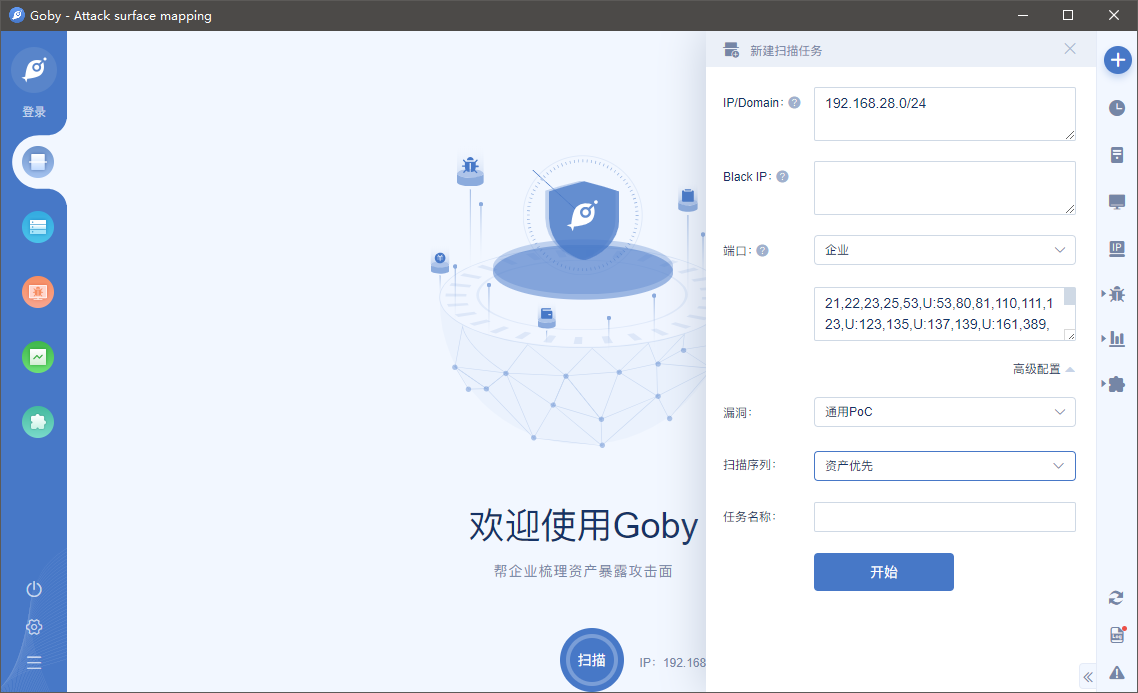 Goby - Attack surface mapping
登录
新建扫描任务
IP/Domain:
192.168.28.0/24
Black IP:
端口:
企业
21,22,23,25,53,U:53,80,81,110,111,1
23,U:123,135,U:137,139,U:161,389,
高级配置
漏洞:
通用PoC
扫描序列:
资产优先
任务名称:
开始
欢迎使用Goby
帮企业梳理资产暴露攻击面
扫描
IP: 192.168
IP
LOG